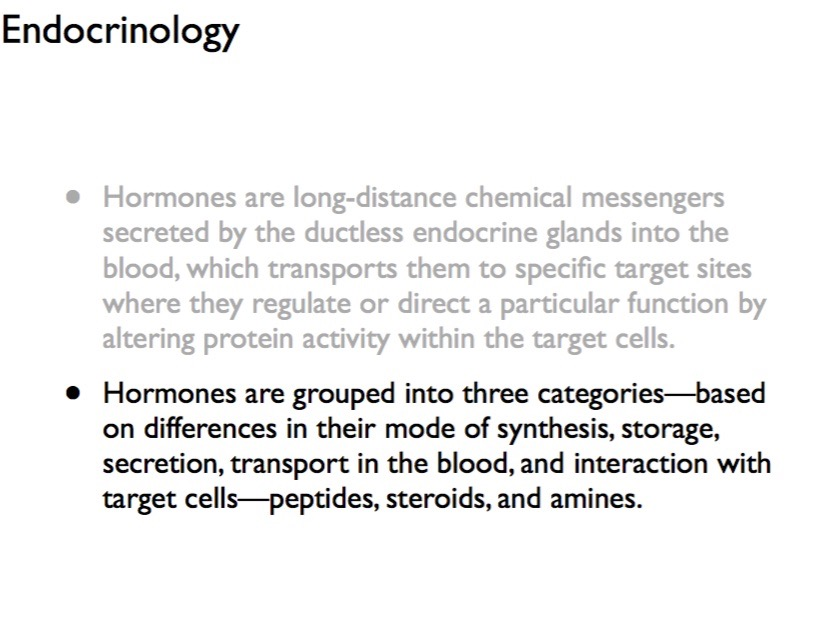 Endocrinology
• Hormones are long-distance chemical messengers
secreted by the ductless endocrine glands into the
blood, which transports them to specific target sites
where they regulate or direct a particular function by
altering protein activity within the target cells.
• Hormones are grouped into three categories—based
on differences in their mode of synthesis, storage,
secretion, transport in the blood, and interaction with
target cells—peptides, steroids, and amines.